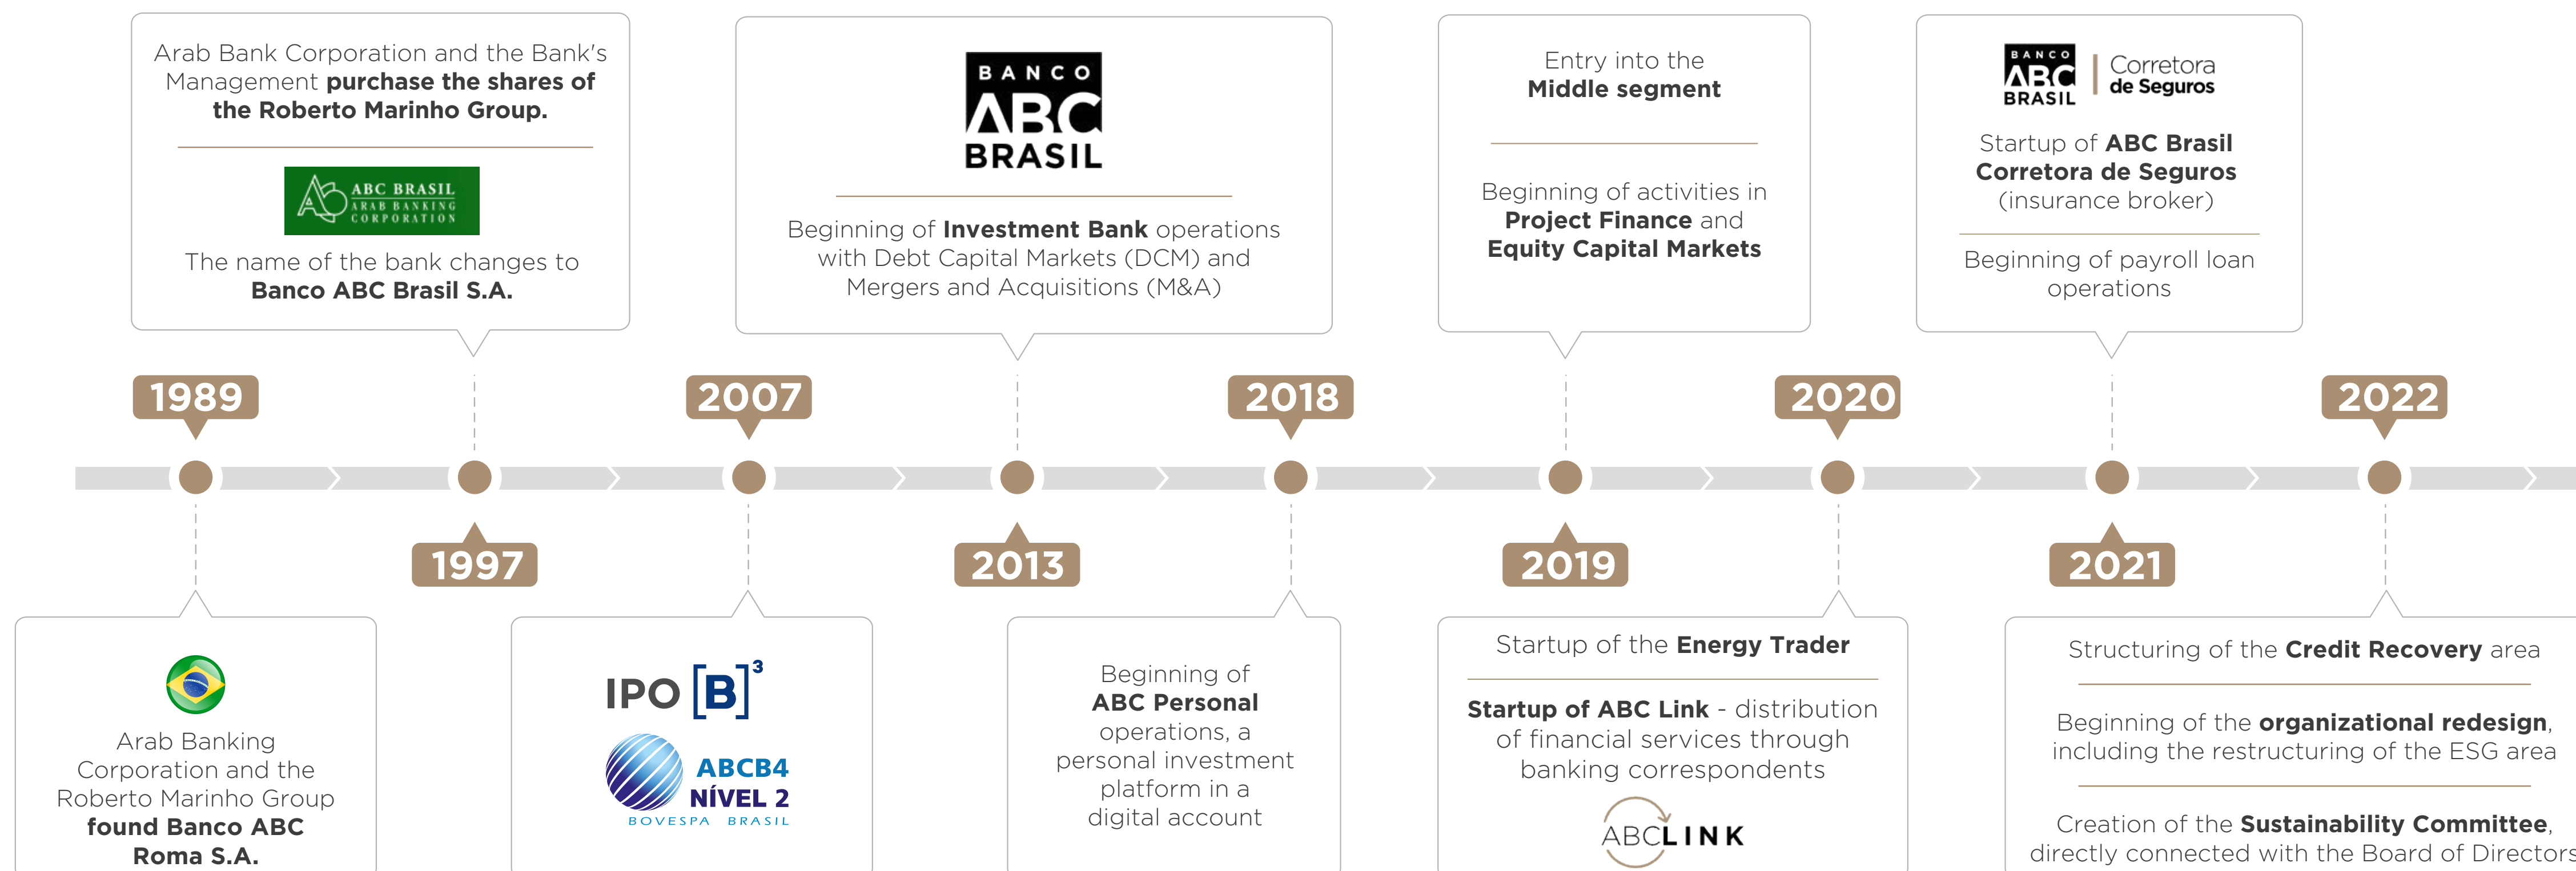 Arab Bank Corporation and the Bank's
Management purchase the shares of
the Roberto Marinho Group.
ABC BRASIL
ARAB BANKING
CORPORATION
The name of the bank changes to
Banco ABC Brasil S.A.
BANCO
ABC
BRASIL
Beginning of Investment Bank operations
with Debt Capital Markets (DCM) and
Mergers and Acquisitions (M&A)
Entry into the
Middle segment
Beginning of activities in
Project Finance and
Equity Capital Markets
BANCO
ABC
BRASIL
Corretora
de Seguros
Startup of ABC Brasil
Corretora de Seguros
(insurance broker)
Beginning of payroll loan
operations
1989
2007
2018
2020
2022
1997
2013
2019
2021
Arab Banking
Corporation and the
Roberto Marinho Group
found Banco ABC
Roma S.A.
IPO [B]³
ABCB4
NÍVEL 2
BOVESPA BRASIL
Beginning of
ABC Personal
operations, a
personal investment
platform in a
digital account
Startup of the Energy Trader
Startup of ABC Link - distribution
of financial services through
banking correspondents
ABCLINK
Structuring of the Credit Recovery area
Beginning of the organizational redesign,
including the restructuring of the ESG area
Creation of the Sustainability Committee,
directly connected with the Board of Directors